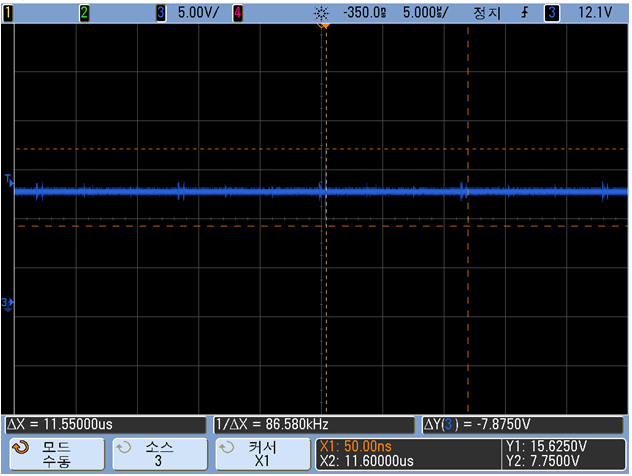 1 2 3 5.00V/ 4 -350.0ns 5.000us/ 정지 3 12.1V
T
3
ΔX = 11.55000us 1/ΔX = 86.580kHz ΔY(3) = -7.8750V
모드 수동 소스 3 커서 X1
X1: 50.00ns Y1: 15.6250V
X2: 11.60000us Y2: 7.7500V